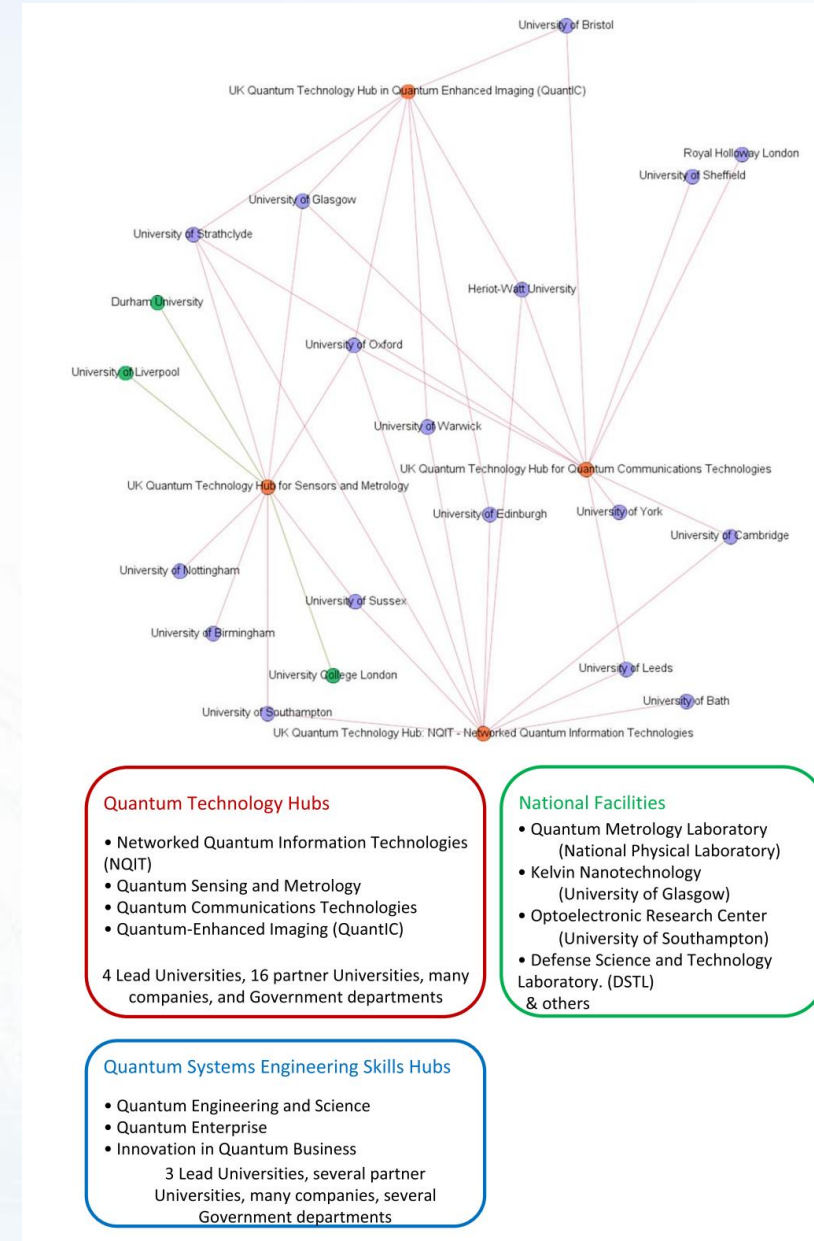 University of Bristol
UK Quantum Technology Hub in Quantum Enhanced Imaging (QuantIC)
Royal Holloway London
University of Sheffield
University of Glasgow
University of Strathclyde
Heriot-Watt University
Durham University
University of Oxford
University of Liverpool
University of Warwick
UK Quantum Technology Hub for Quantum Communications Technologies
UK Quantum Technology Hub for Sensors and Metrology
University of Edinburgh
University of York
University of Cambridge
University of Nottingham
University of Sussex
University of Birmingham
University of Leeds
University College London
University of Bath
University of Southampton
UK Quantum Technology Hub: NQIT - Networked Quantum Information Technologies
Quantum Technology Hubs
• Networked Quantum Information Technologies
(NQIT)
• Quantum Sensing and Metrology
• Quantum Communications Technologies
• Quantum-Enhanced Imaging (QuantIC)
4 Lead Universities, 16 partner Universities, many
companies, and Government departments
National Facilities
• Quantum Metrology Laboratory
(National Physical Laboratory)
• Kelvin Nanotechnology
(University of Glasgow)
• Optoelectronic Research Center
(University of Southampton)
• Defense Science and Technology
Laboratory. (DSTL)
& others
Quantum Systems Engineering Skills Hubs
• Quantum Engineering and Science
• Quantum Enterprise
• Innovation in Quantum Business
3 Lead Universities, several partner
Universities, many companies, several
Government departments